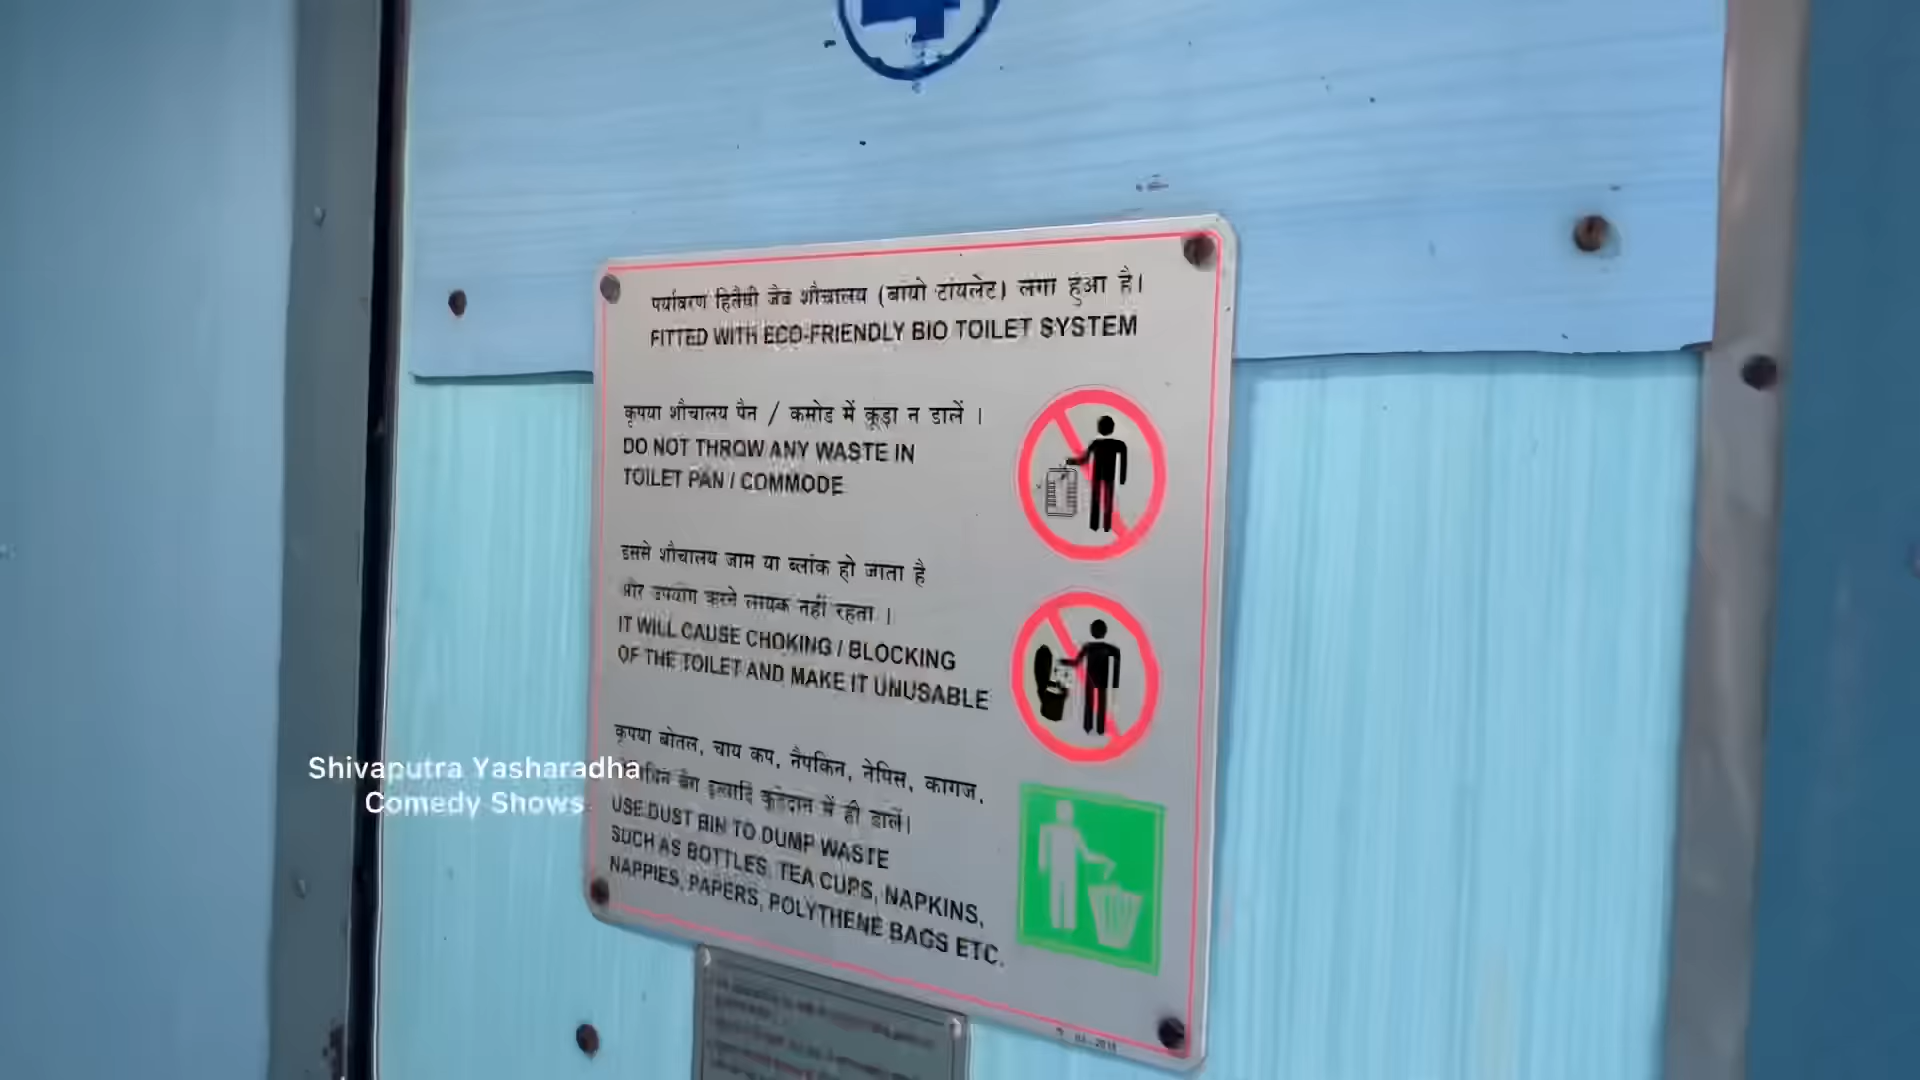 पर्यावरण हितैषी जैव शौचालय (बायो टॉयलेट) लगा हुआ है।
FITTED WITH ECO-FRIENDLY BIO TOILET SYSTEM
कृपया शौचालय पैन / कमोड में कूड़ा न डालें ।
DO NOT THROW ANY WASTE IN
TOILET PAN / COMMODE
इससे शौचालय जाम या ब्लॉक हो जाता है
और उपयोग करने लायक नहीं रहता ।
IT WILL CAUSE CHOKING / BLOCKING
OF THE TOILET AND MAKE IT UNUSABLE
कृपया बोतल, चाय कप, नैपकिन, नेपिस, कागज,
बैग इत्यादि कूड़ेदान में ही डालें।
USE DUST BIN TO DUMP WASTE
SUCH AS BOTTLES, TEA CUPS, NAPKINS,
NAPPIES, PAPERS, POLYTHENE BAGS ETC.
Shivaputra Yasharadha
Comedy Shows